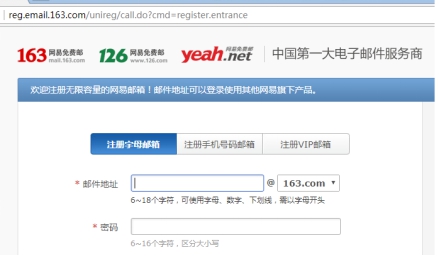 reg.email.163.com/unireg/call.do?cmd=register.entrance
163 网易免费邮 mail.163.com 126 网易免费邮 www.126.com yeah.net 网易免费邮 中国第一大电子邮件服务商
欢迎注册无限容量的网易邮箱！邮件地址可以登录使用其他网易旗下产品。
注册字母邮箱 注册手机号码邮箱 注册VIP邮箱
* 邮件地址 @ 163.com
6~18个字符，可使用字母、数字、下划线，需以字母开头
* 密码
6~16个字符，区分大小写